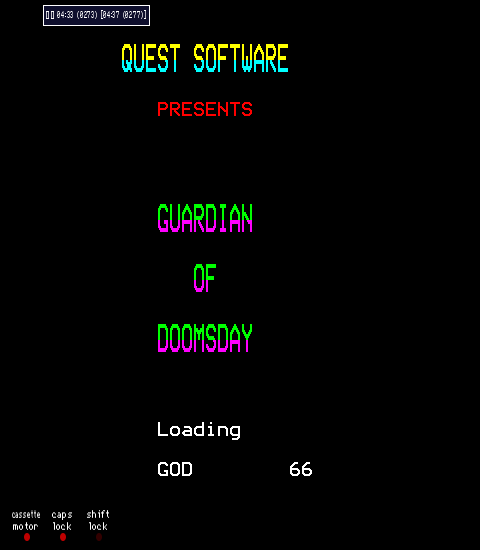 04:33 (0273) [04:37 (0277)]
QUEST SOFTWARE
PRESENTS
GUARDIAN
OF
DOOMSDAY
Loading
GOD 66
cassette motor
caps lock
shift lock